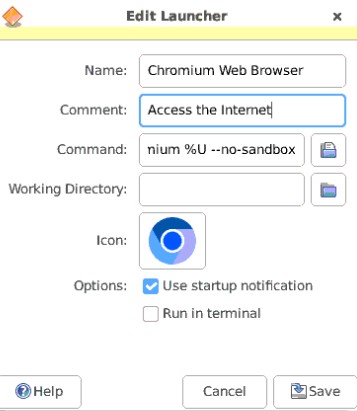 Edit Launcher
Name: Chromium Web Browser
Comment: Access the Internet
Command: nium %U --no-sandbox
Working Directory:
Icon:
Options: Use startup notification
Run in terminal
Help Cancel Save